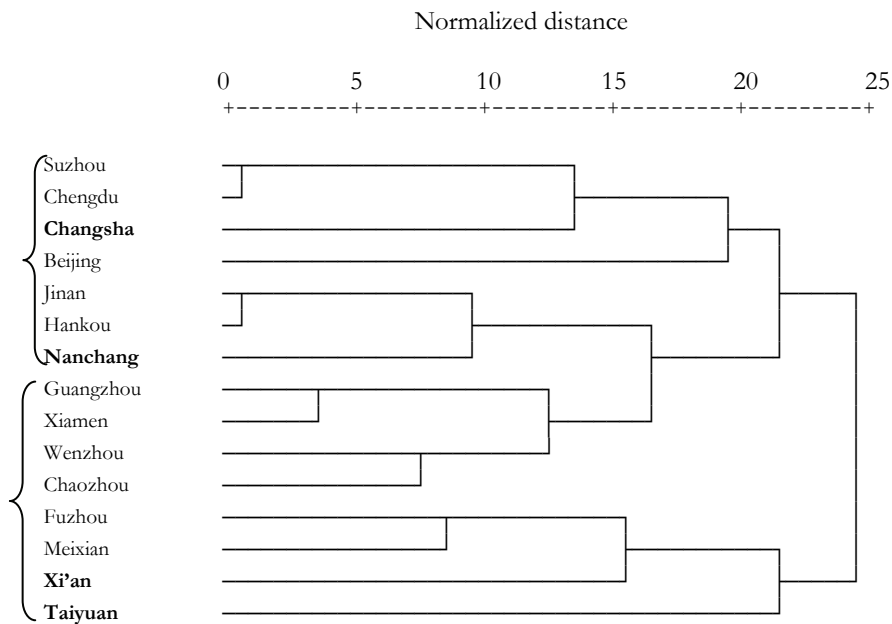 Normalized distance
0 5 10 15 20 25
+---------+---------+---------+---------+---------+
Suzhou
Chengdu
Changsha
Beijing
Jinan
Hankou
Nanchang
Guangzhou
Xiamen
Wenzhou
Chaozhou
Fuzhou
Meixian
Xi’an
Taiyuan